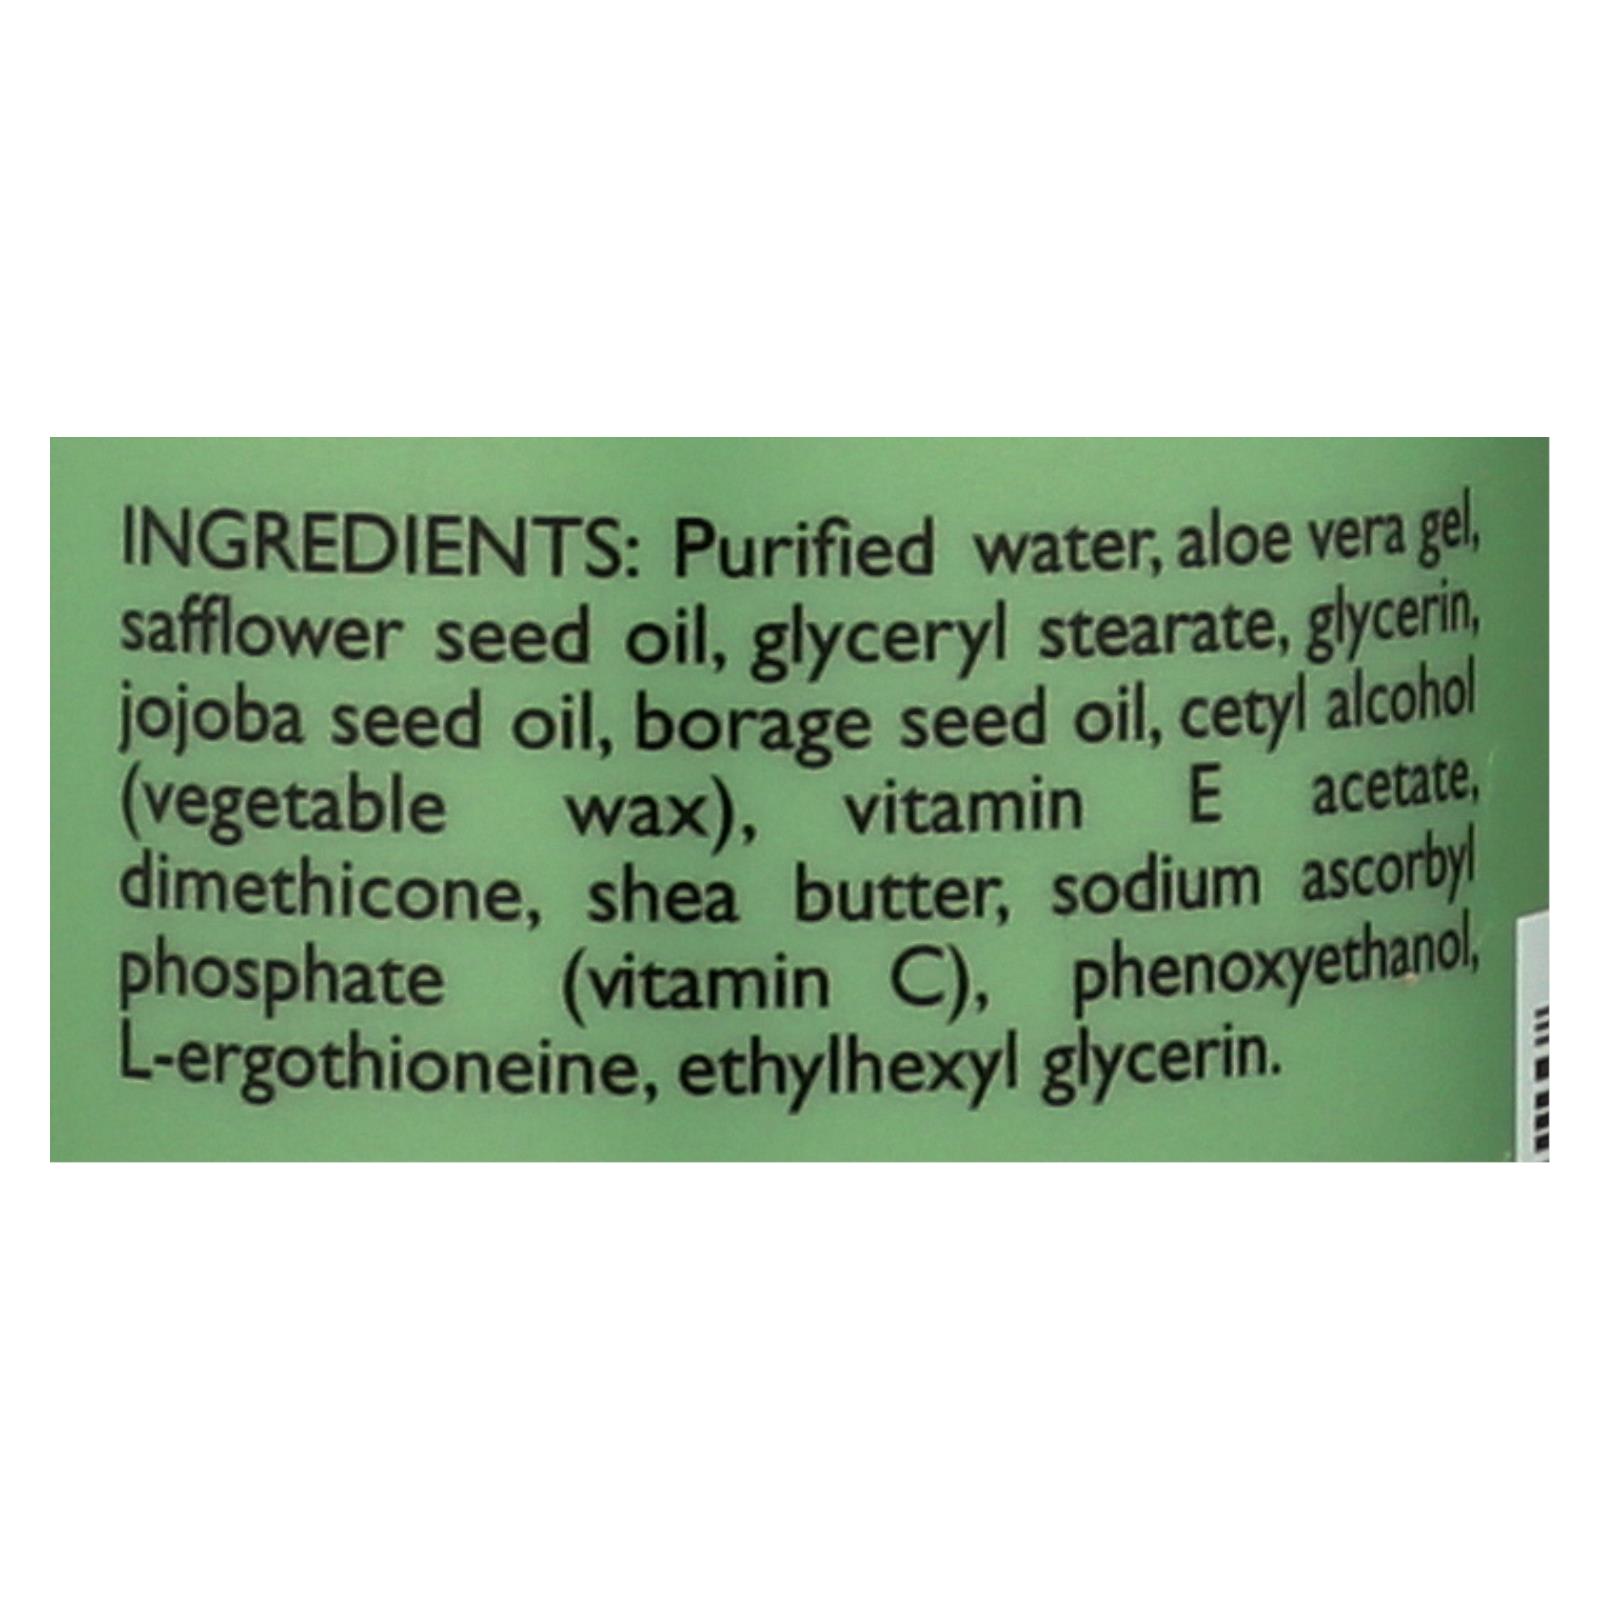 INGREDIENTS: Purified water, aloe vera gel,
safflower seed oil, glyceryl stearate, glycerin,
jojoba seed oil, borage seed oil, cetyl alcohol
(vegetable wax), vitamin E acetate,
dimethicone, shea butter, sodium ascorbyl
phosphate (vitamin C), phenoxyethanol,
L-ergothioneine, ethylhexyl glycerin.